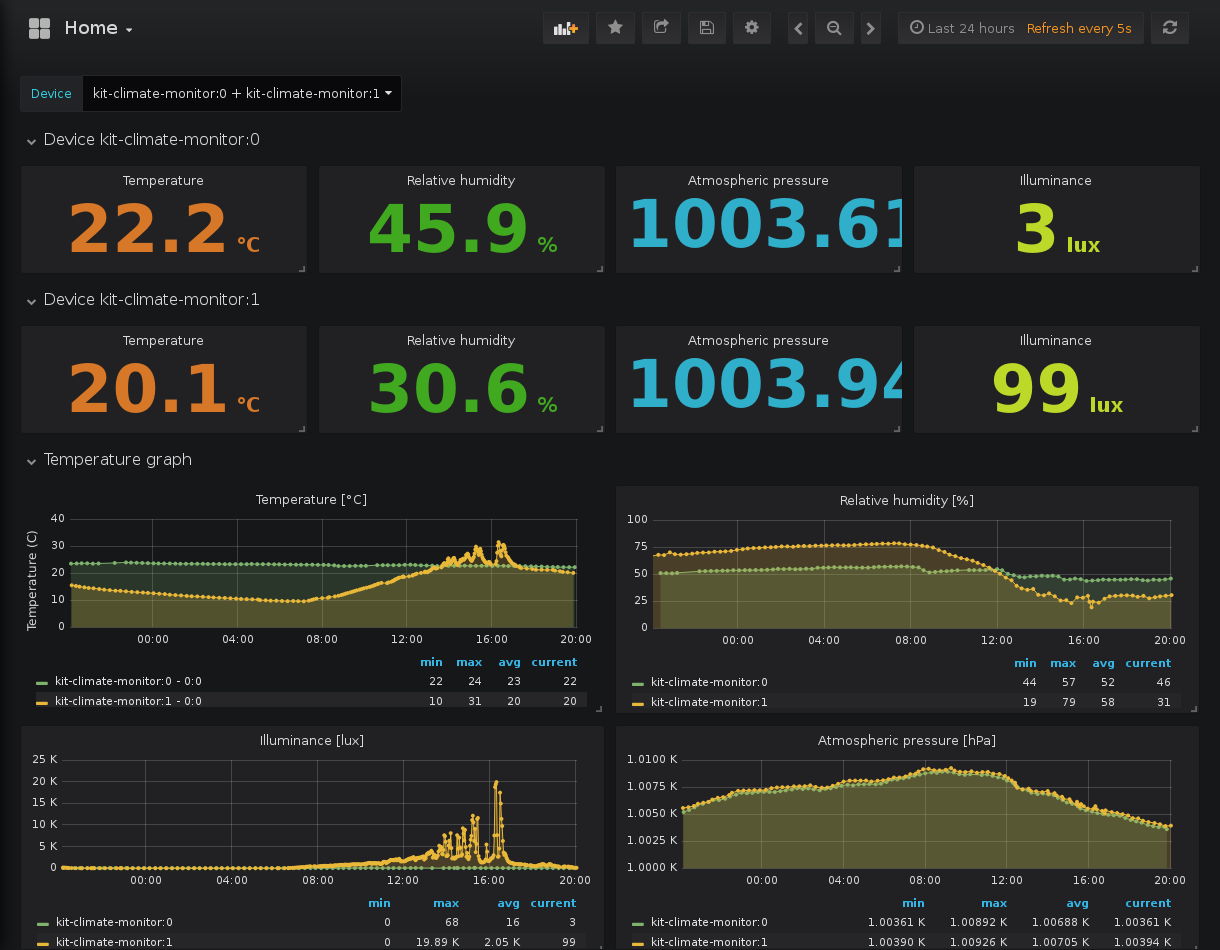 Home
Last 24 hours Refresh every 5s
Device kit-climate-monitor:0 + kit-climate-monitor:1
Device kit-climate-monitor:0
Temperature Relative humidity Atmospheric pressure Illuminance
22.2 °C 45.9 % 1003.61 3 lux
Device kit-climate-monitor:1
Temperature Relative humidity Atmospheric pressure Illuminance
20.1 °C 30.6 % 1003.94 99 lux
Temperature graph
Temperature [°C]
Temperature (C)
40
30
20
10
0
00:00 04:00 08:00 12:00 16:00 20:00
min max avg current
kit-climate-monitor:0 - 0:0 22 24 23 22
kit-climate-monitor:1 - 0:0 10 31 20 20
Relative humidity [%]
100
75
50
25
0
00:00 04:00 08:00 12:00 16:00 20:00
min max avg current
kit-climate-monitor:0 44 57 52 46
kit-climate-monitor:1 19 79 58 31
Illuminance [lux]
25 K
20 K
15 K
10 K
5 K
0
00:00 04:00 08:00 12:00 16:00 20:00
min max avg current
kit-climate-monitor:0 0 68 16 3
kit-climate-monitor:1 0 19.89 K 2.05 K 99
Atmospheric pressure [hPa]
1.0100 K
1.0075 K
1.0050 K
1.0025 K
1.0000 K
00:00 04:00 08:00 12:00 16:00 20:00
min max avg current
kit-climate-monitor:0 1.00361 K 1.00892 K 1.00688 K 1.00361 K
kit-climate-monitor:1 1.00390 K 1.00926 K 1.00705 K 1.00394 K